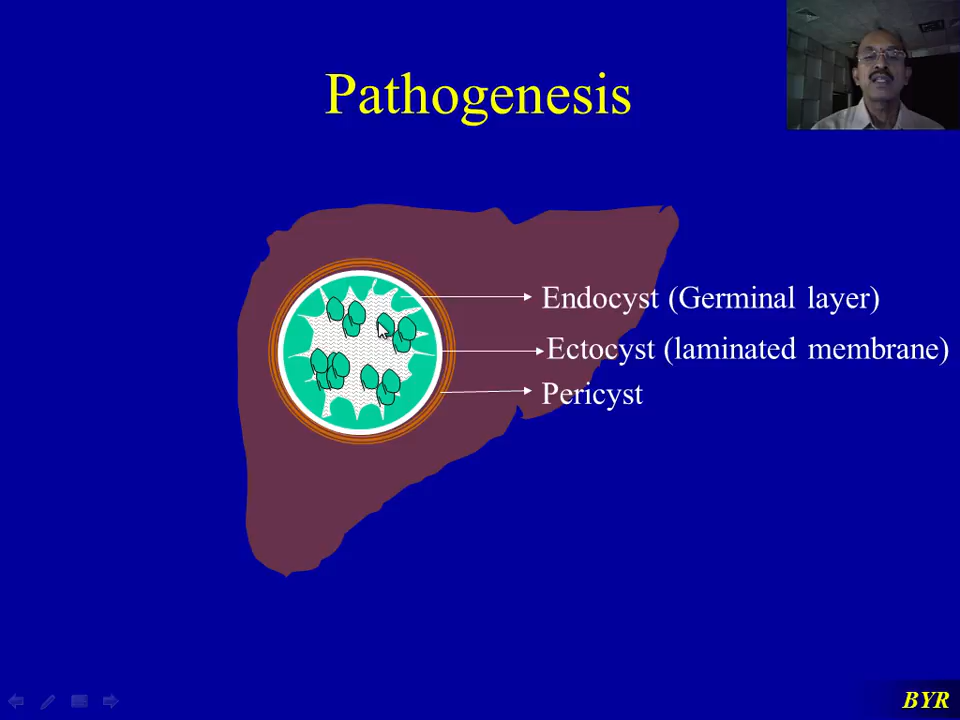 Pathogenesis
Endocyst (Germinal layer)
Ectocyst (laminated membrane)
Pericyst
BYR